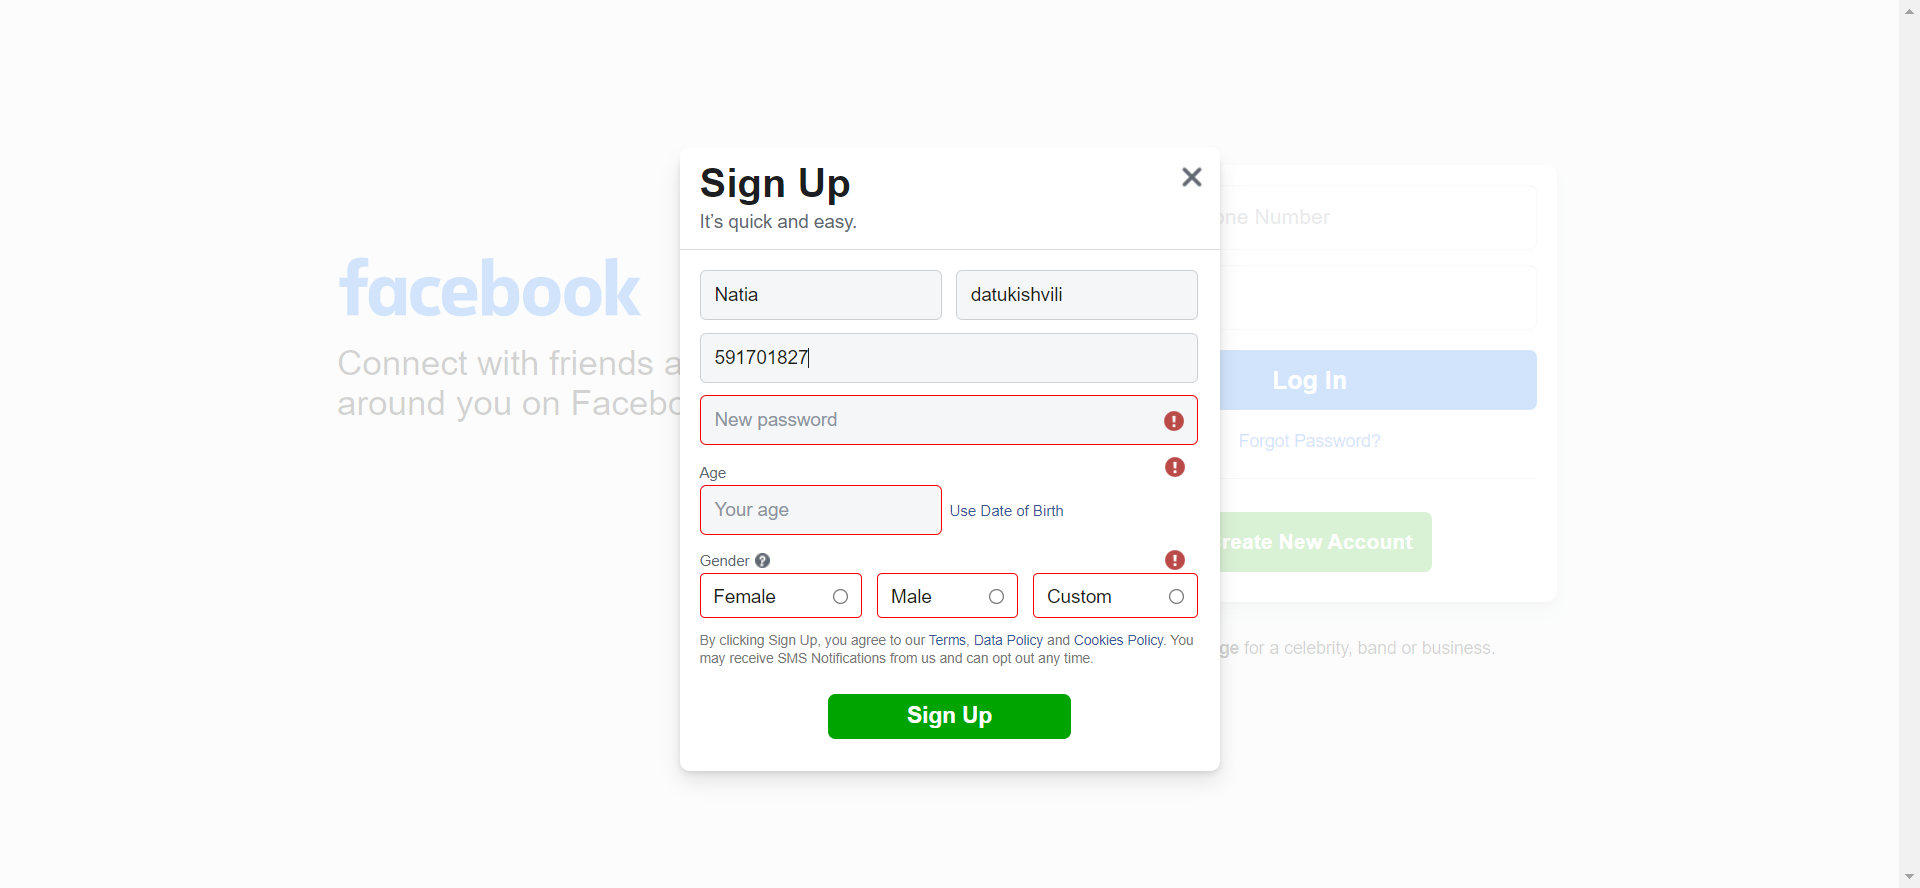 Sign Up
It's quick and easy.
facebook
Connect with friends a
around you on Facebo
Natia
datukishvili
591701827
New password
Age
Your age
Use Date of Birth
Gender
Female
Male
Custom
By clicking Sign Up, you agree to our Terms, Data Policy and Cookies Policy. You
may receive SMS Notifications from us and can opt out any time.
Sign Up
one Number
Log In
Forgot Password?
reate New Account
ge for a celebrity, band or business.